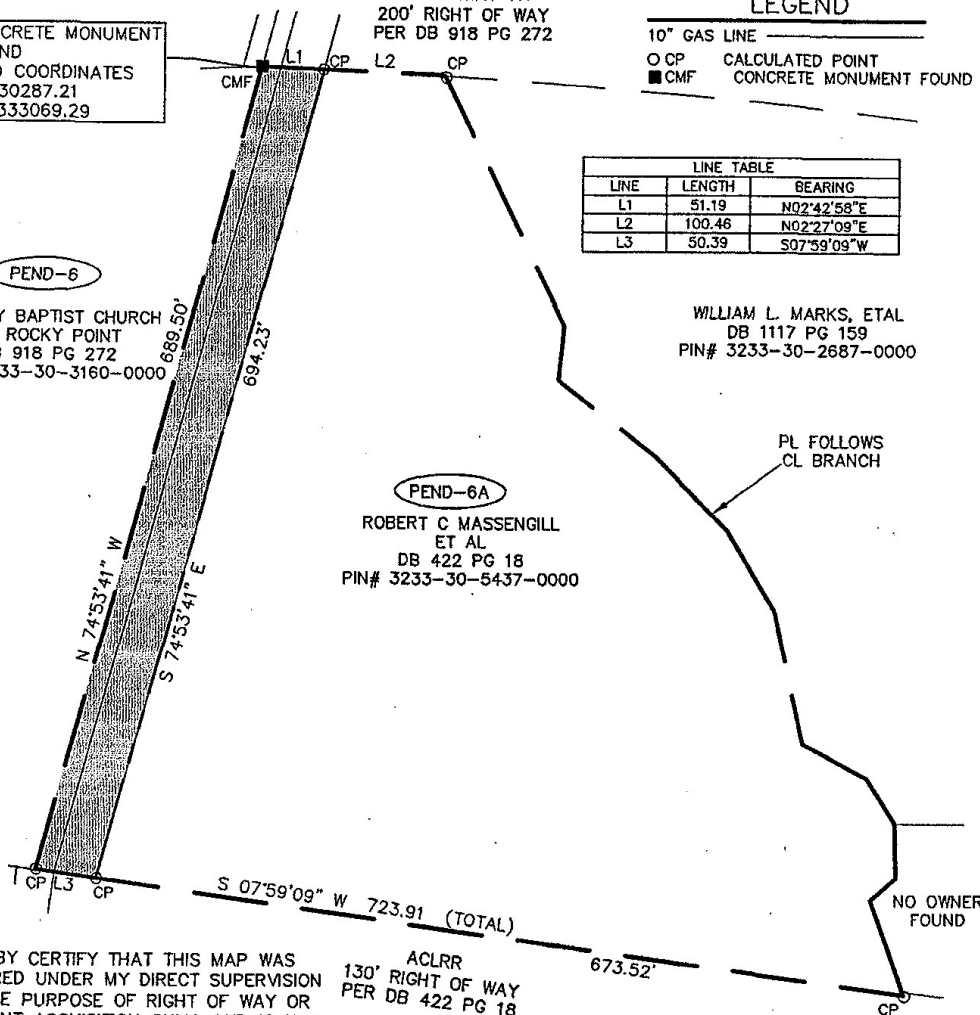 CRETE MONUMENT
ND
COORDINATES
30287.21
333069.29
200' RIGHT OF WAY
PER DB 918 PG 272
LEGEND
10" GAS LINE
CP CALCULATED POINT
CMF CONCRETE MONUMENT FOUND
CMF
L1
CP
L2
CP
LINE TABLE
LINE LENGTH BEARING
L1 51.19 N02°42'58"E
L2 100.46 N02°27'09"E
L3 50.39 S07°59'09"W
PEND-6
Y BAPTIST CHURCH
ROCKY POINT
918 PG 272
33-30-3160-0000
689.50'
694.23'
N 74°53'41" W
S 74°53'41" E
WILLIAM L. MARKS, ETAL
DB 1117 PG 159
PIN# 3233-30-2687-0000
PL FOLLOWS
CL BRANCH
PEND-6A
ROBERT C MASSENGILL
ET AL
DB 422 PG 18
PIN# 3233-30-5437-0000
CP
L3
CP
S 07°59'09" W 723.91 (TOTAL)
673.52'
NO OWNER
FOUND
CP
ACLRR
130' RIGHT OF WAY
PER DB 422 PG 18
BY CERTIFY THAT THIS MAP WAS
RED UNDER MY DIRECT SUPERVISION
E PURPOSE OF RIGHT OF WAY OR